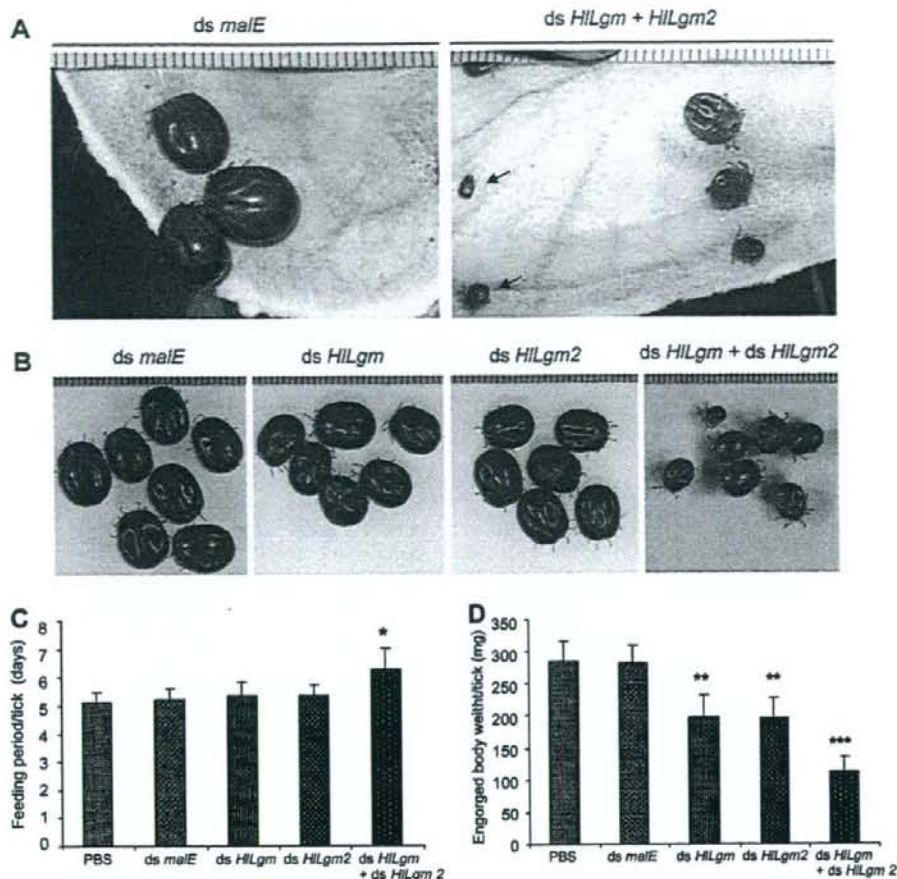 A
ds malE
ds HlLgm + HlLgm2
B
ds malE
ds HlLgm
ds HlLgm2
ds HlLgm + ds HlLgm2
C
Feeding period/tick (days)
8
7
6
5
4
3
2
1
0
*
PBS
ds malE
ds HlLgm
ds HlLgm2
ds HlLgm
+ ds HlLgm 2
D
Engorged body weitht/tick (mg)
350
300
250
200
150
100
50
0
**
**
***
PBS
ds malE
ds HlLgm
ds HlLgm2
ds HlLgm
+ ds HlLgm 2